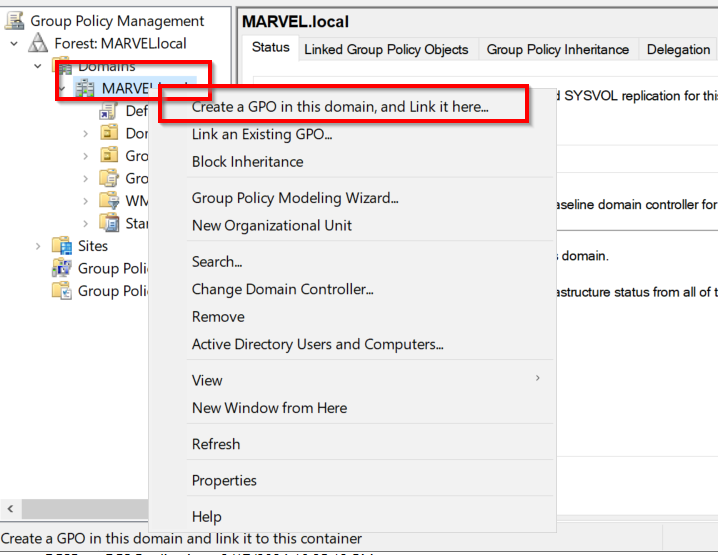 Group Policy Management
Forest: MARVEL.local
Domains
MARVEL.local
Def
Dor
Gro
Gro
WM
Star
Sites
Group Poli
Group Poli
MARVEL.local
Status
Linked Group Policy Objects
Group Policy Inheritance
Delegation
SYSVOL replication for this
aseline domain controller for
domain.
astructure status from all of t
Create a GPO in this domain, and Link it here...
Link an Existing GPO...
Block Inheritance
Group Policy Modeling Wizard...
New Organizational Unit
Search...
Change Domain Controller...
Remove
Active Directory Users and Computers...
View
New Window from Here
Refresh
Properties
Help
Create a GPO in this domain and link it to this container